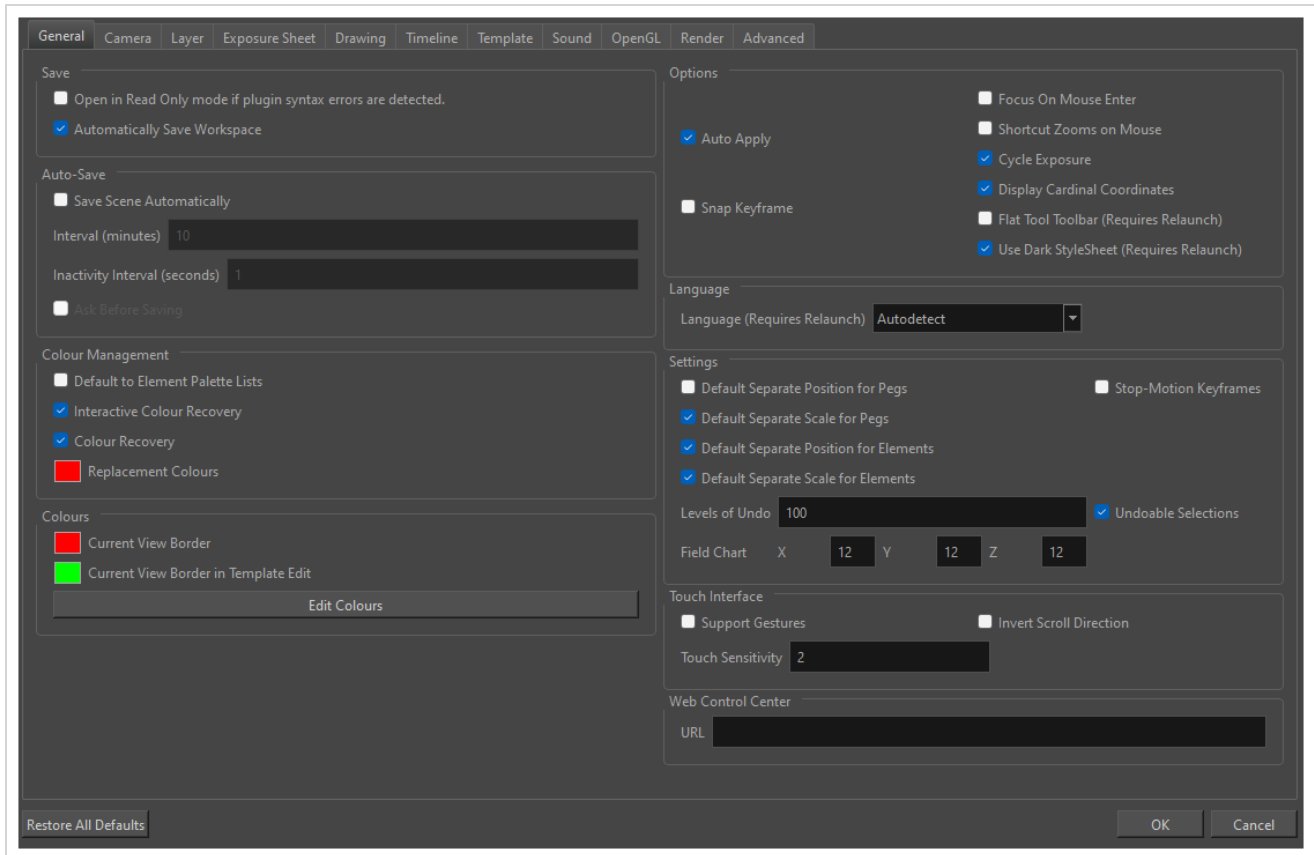 General Camera Layer Exposure Sheet Drawing Timeline Template Sound OpenGL Render Advanced
Save
Open in Read Only mode if plugin syntax errors are detected.
Automatically Save Workspace
Auto-Save
Save Scene Automatically
Interval (minutes) 10
Inactivity Interval (seconds) 1
Ask Before Saving
Colour Management
Default to Element Palette Lists
Interactive Colour Recovery
Colour Recovery
Replacement Colours
Colours
Current View Border
Current View Border in Template Edit
Edit Colours
Options
Auto Apply
Snap Keyframe
Focus On Mouse Enter
Shortcut Zooms on Mouse
Cycle Exposure
Display Cardinal Coordinates
Flat Tool Toolbar (Requires Relaunch)
Use Dark StyleSheet (Requires Relaunch)
Language
Language (Requires Relaunch) Autodetect
Settings
Default Separate Position for Pegs Stop-Motion Keyframes
Default Separate Scale for Pegs
Default Separate Position for Elements
Default Separate Scale for Elements
Levels of Undo 100 Undoable Selections
Field Chart X 12 Y 12 Z 12
Touch Interface
Support Gestures Invert Scroll Direction
Touch Sensitivity 2
Web Control Center
URL
Restore All Defaults OK Cancel